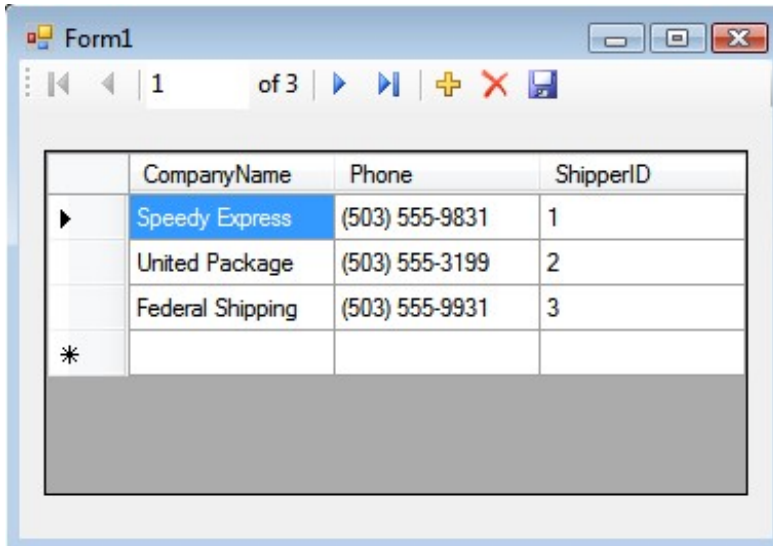 Form1
1 of 3
CompanyName Phone ShipperID
Speedy Express (503) 555-9831 1
United Package (503) 555-3199 2
Federal Shipping (503) 555-9931 3